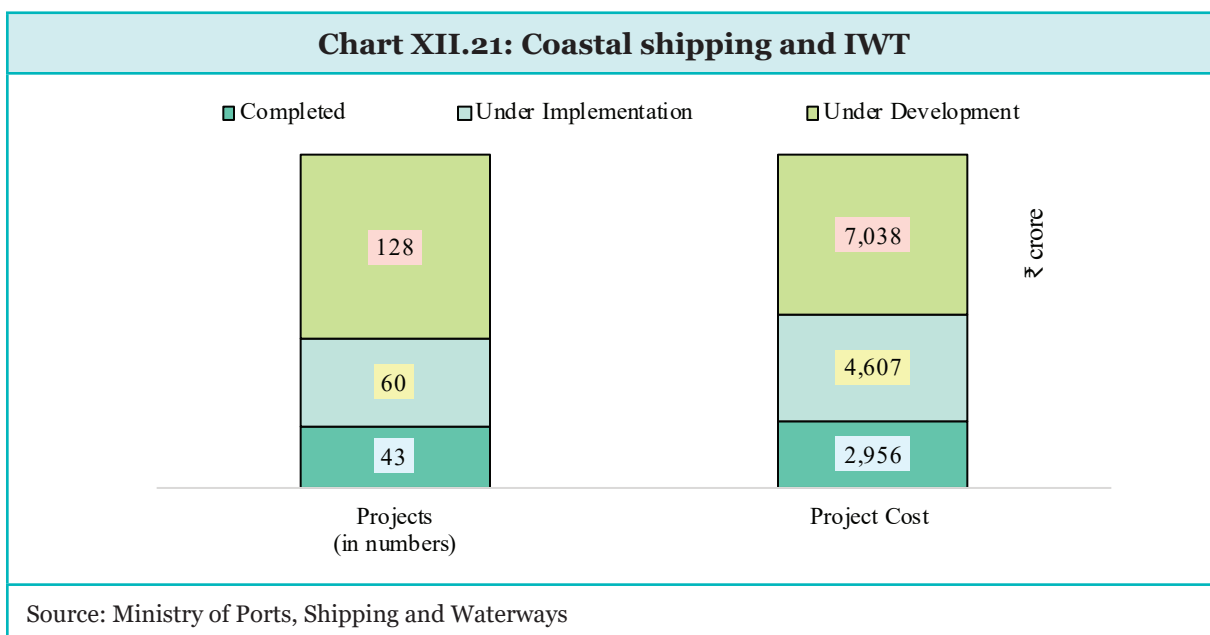 Chart XII.21: Coastal shipping and IWT
Completed
Under Implementation
Under Development
128
7,038
60
4,607
43
2,956
₹ crore
Projects
(in numbers)
Project Cost
Source: Ministry of Ports, Shipping and Waterways